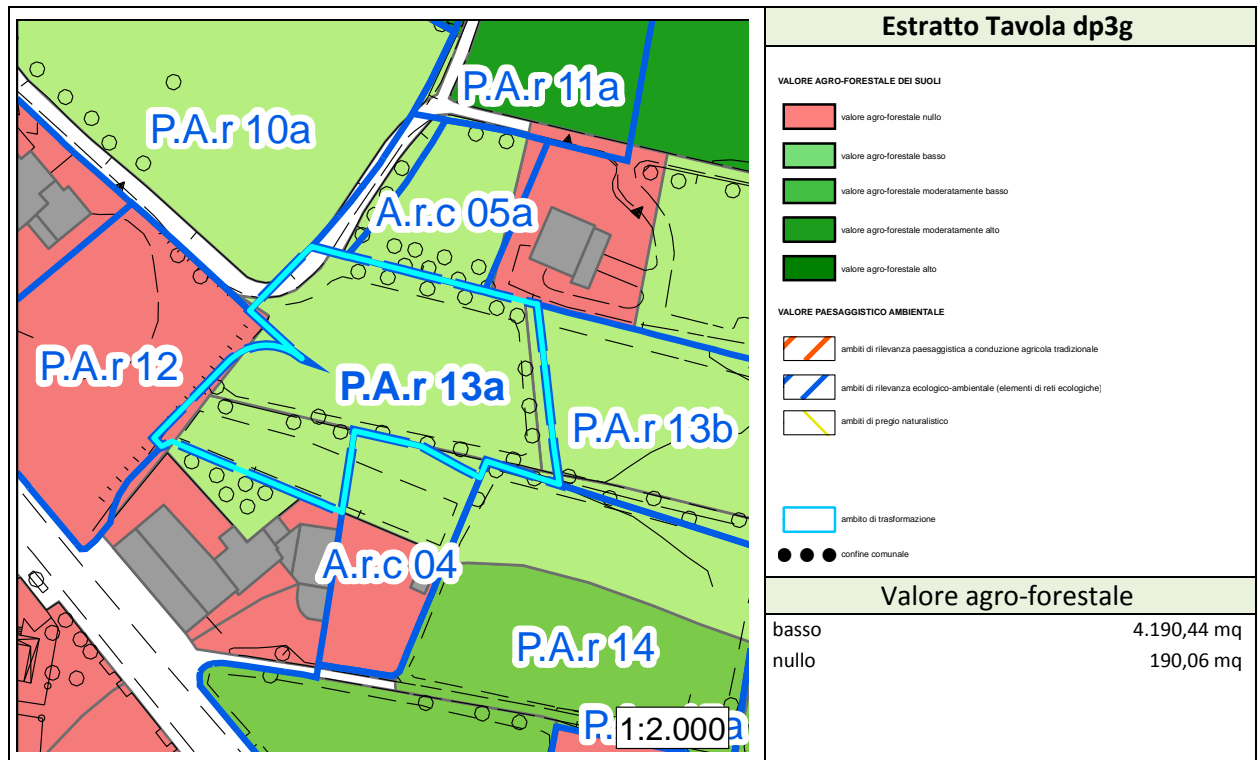 P.A.r 10a
P.A.r 11a
A.r.c 05a
P.A.r 12
P.A.r 13a
P.A.r 13b
A.r.c 04
P.A.r 14
1:2.000
Estratto Tavola dp3g
VALORE AGRO-FORESTALE DEI SUOLI
valore agro-forestale nullo
valore agro-forestale basso
valore agro-forestale moderatamente basso
valore agro-forestale moderatamente alto
valore agro-forestale alto
VALORE PAESAGGISTICO AMBIENTALE
ambiti di rilevanza paesaggistica a conduzione agricola tradizionale
ambiti di rilevanza ecologico-ambientale (elementi di reti ecologiche)
ambiti di pregio naturalistico
ambito di trasformazione
confine comunale
Valore agro-forestale
basso 4.190,44 mq
nullo 190,06 mq